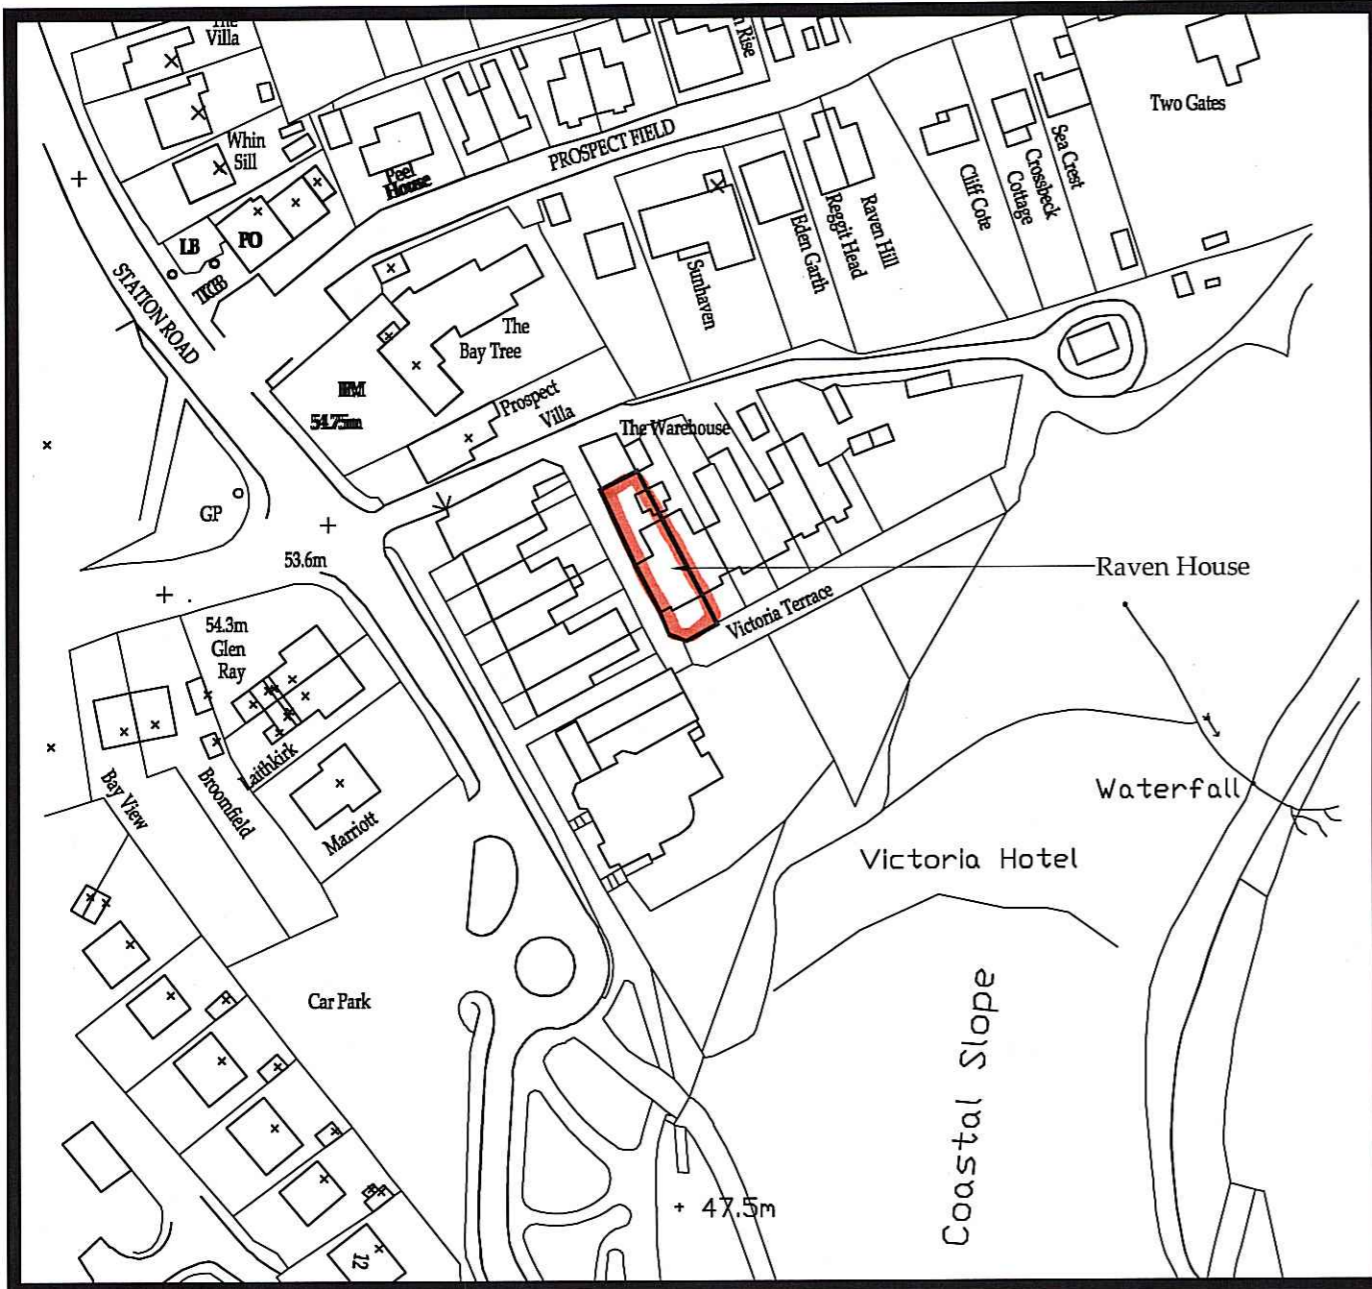 The
Villa
Rise
Two Gates
Whin
Sill
PROSPECT FIELD
Peel
House
Sea Crest
Crossbeck
Cottage
Cliff Cote
Raven Hill
Reggit Head
Eden Garth
Sunhaven
LB
PO
TCB
STATION ROAD
The
Bay Tree
54.75m
Prospect
Villa
The Warehouse
GP
53.6m
Raven House
Victoria Terrace
54.3m
Glen
Ray
Laithkirk
Broomfield
Bay View
Marriott
Waterfall
Victoria Hotel
Car Park
Coastal Slope
47.5m
12